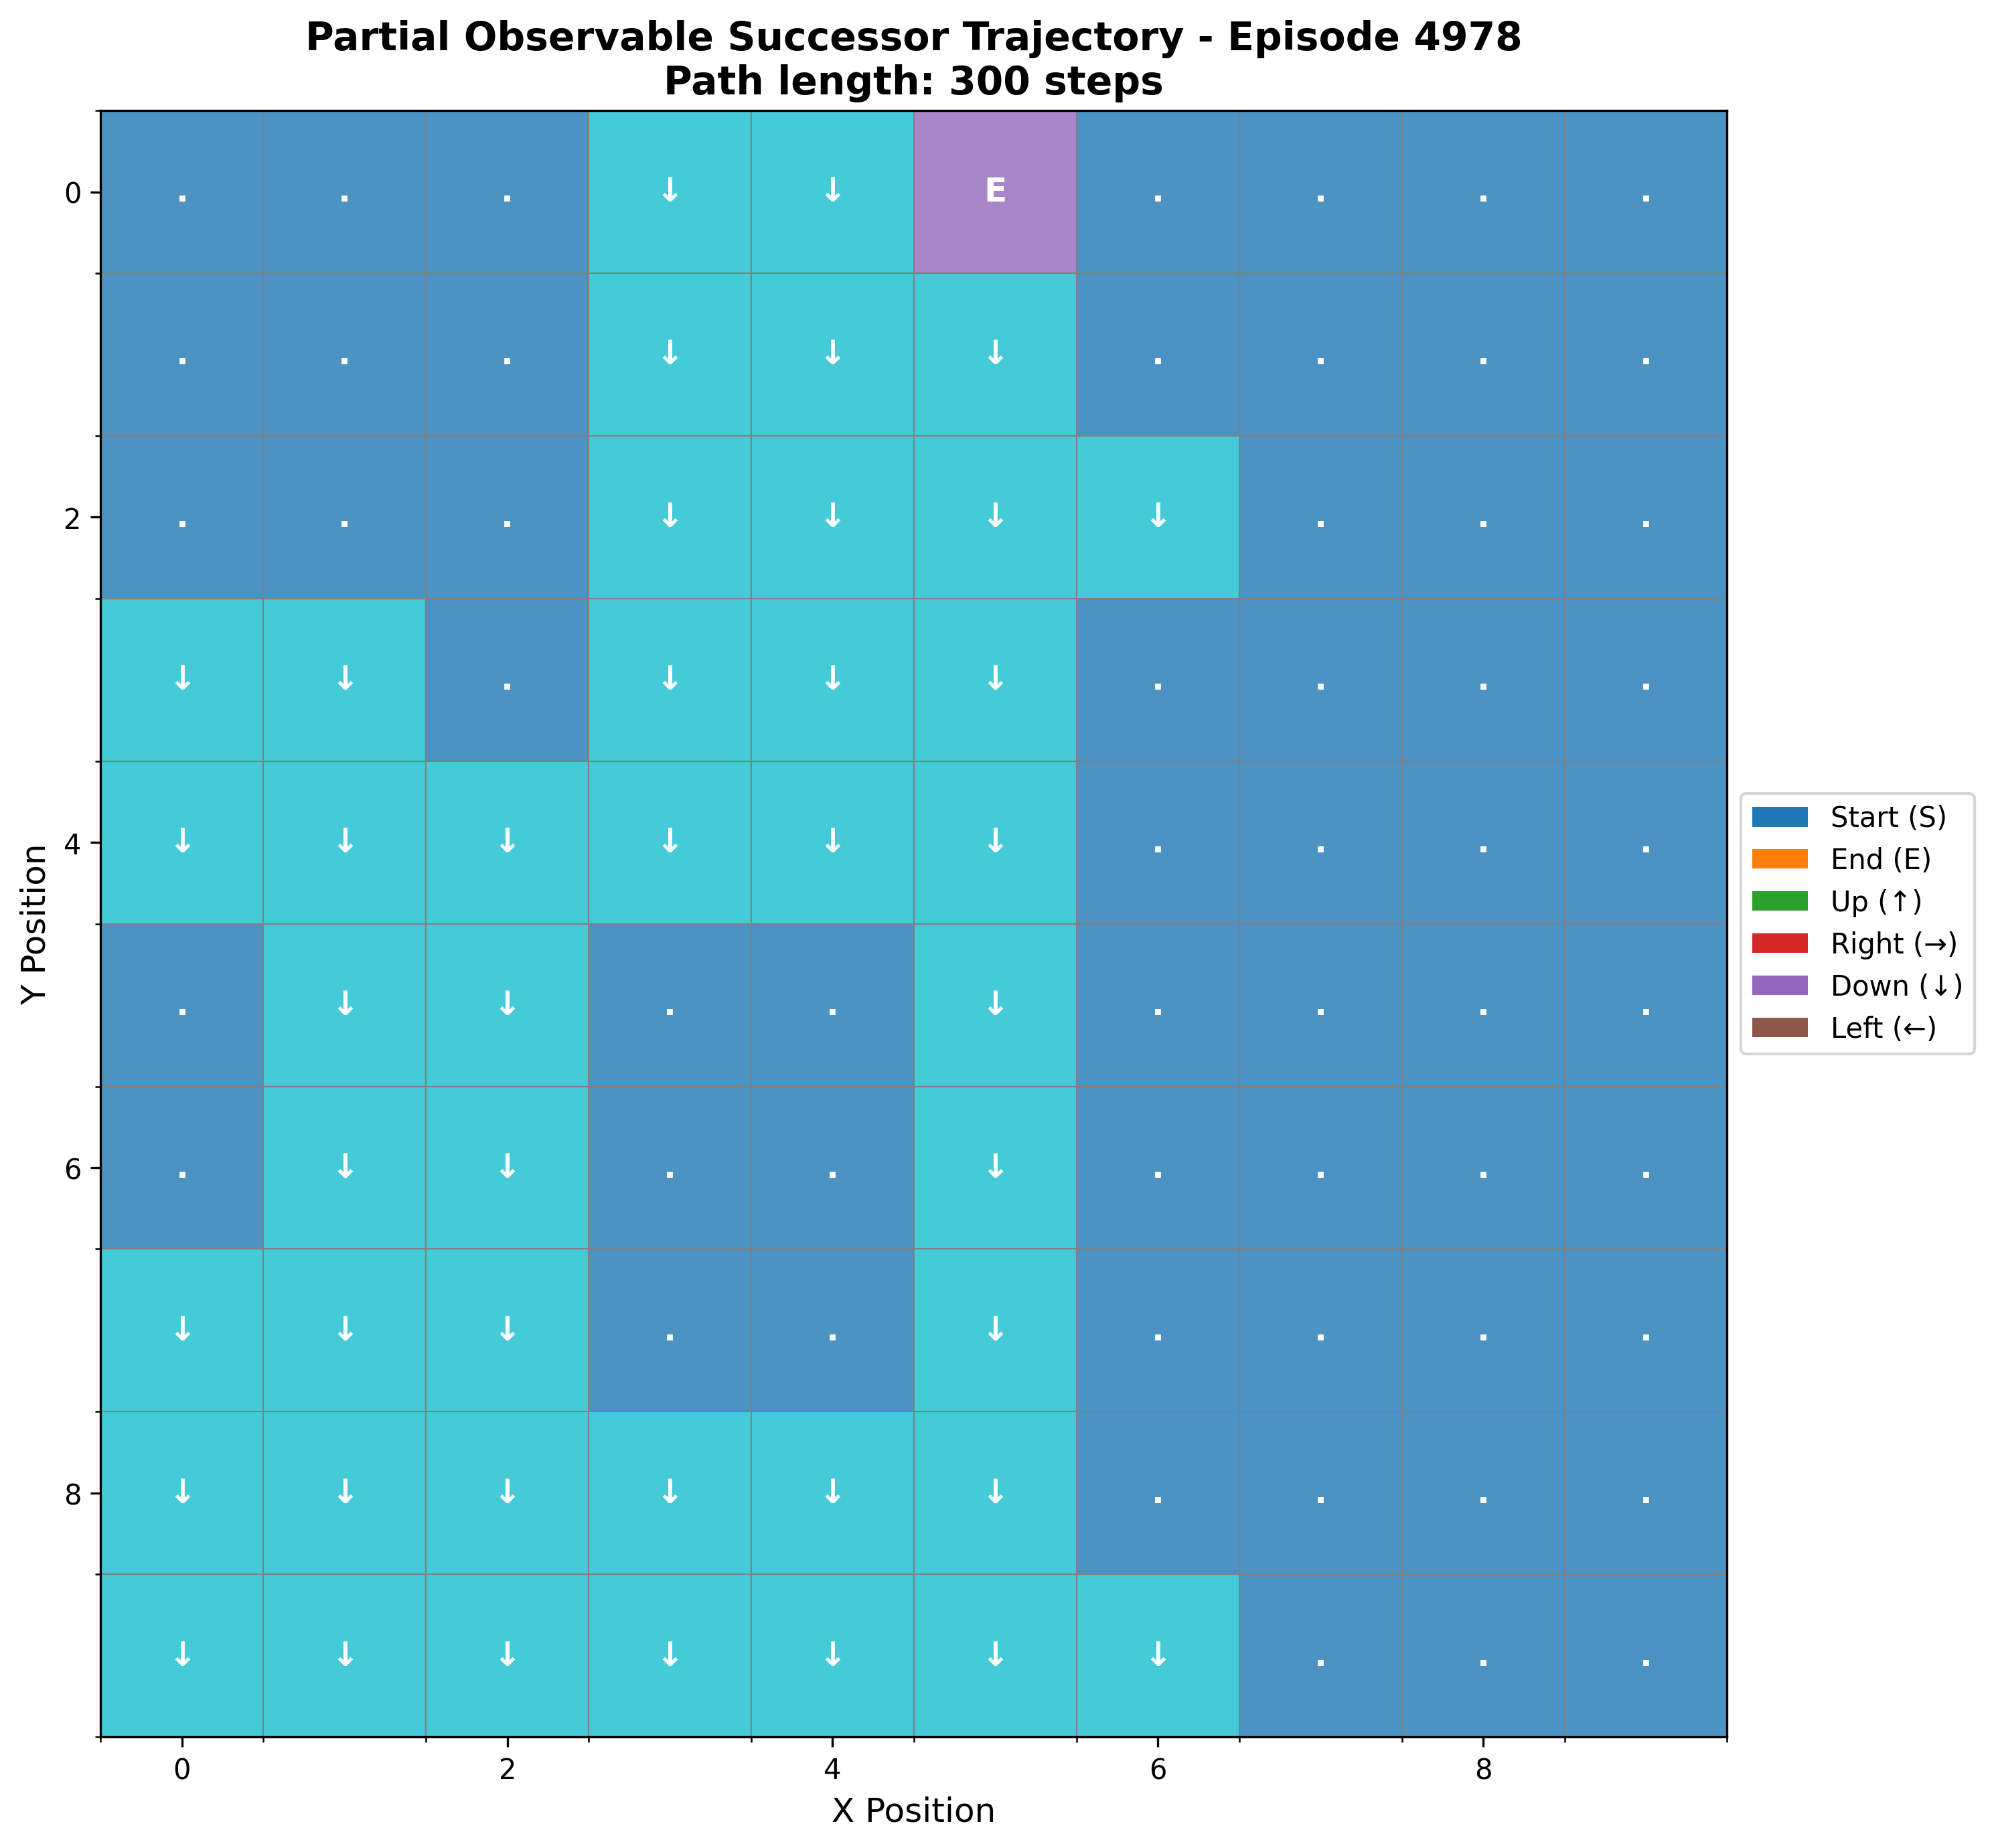 Partial Observable Successor Trajectory - Episode 4978
Path length: 300 steps
0 . . . ↓ ↓ E . . . .
. . . ↓ ↓ ↓ . . . .
2 . . . ↓ ↓ ↓ ↓ . . .
↓ ↓ . ↓ ↓ ↓ . . . .
4 ↓ ↓ ↓ ↓ ↓ ↓ . . . .
. ↓ ↓ . . ↓ . . . .
6 . ↓ ↓ . . ↓ . . . .
↓ ↓ ↓ . . ↓ . . . .
8 ↓ ↓ ↓ ↓ ↓ ↓ . . . .
↓ ↓ ↓ ↓ ↓ ↓ ↓ . . .
0 2 4 6 8
X Position
Y Position
Start (S)
End (E)
Up (↑)
Right (→)
Down (↓)
Left (←)